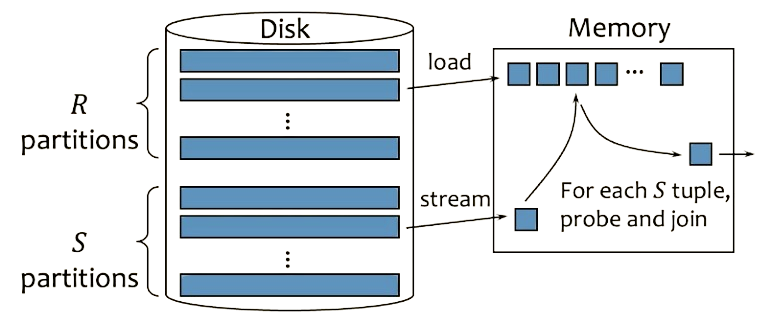 Disk
Memory
load
...
R
partitions
...
stream
For each S tuple,
probe and join
S
partitions
...